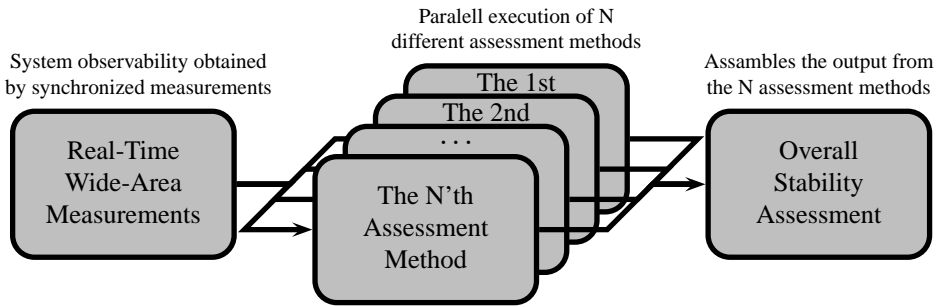 System observability obtained
by synchronized measurements
Real-Time
Wide-Area
Measurements
Paralell execution of N
different assessment methods
The 1st
The 2nd
...
The N'th
Assessment
Method
Assambles the output from
the N assessment methods
Overall
Stability
Assessment